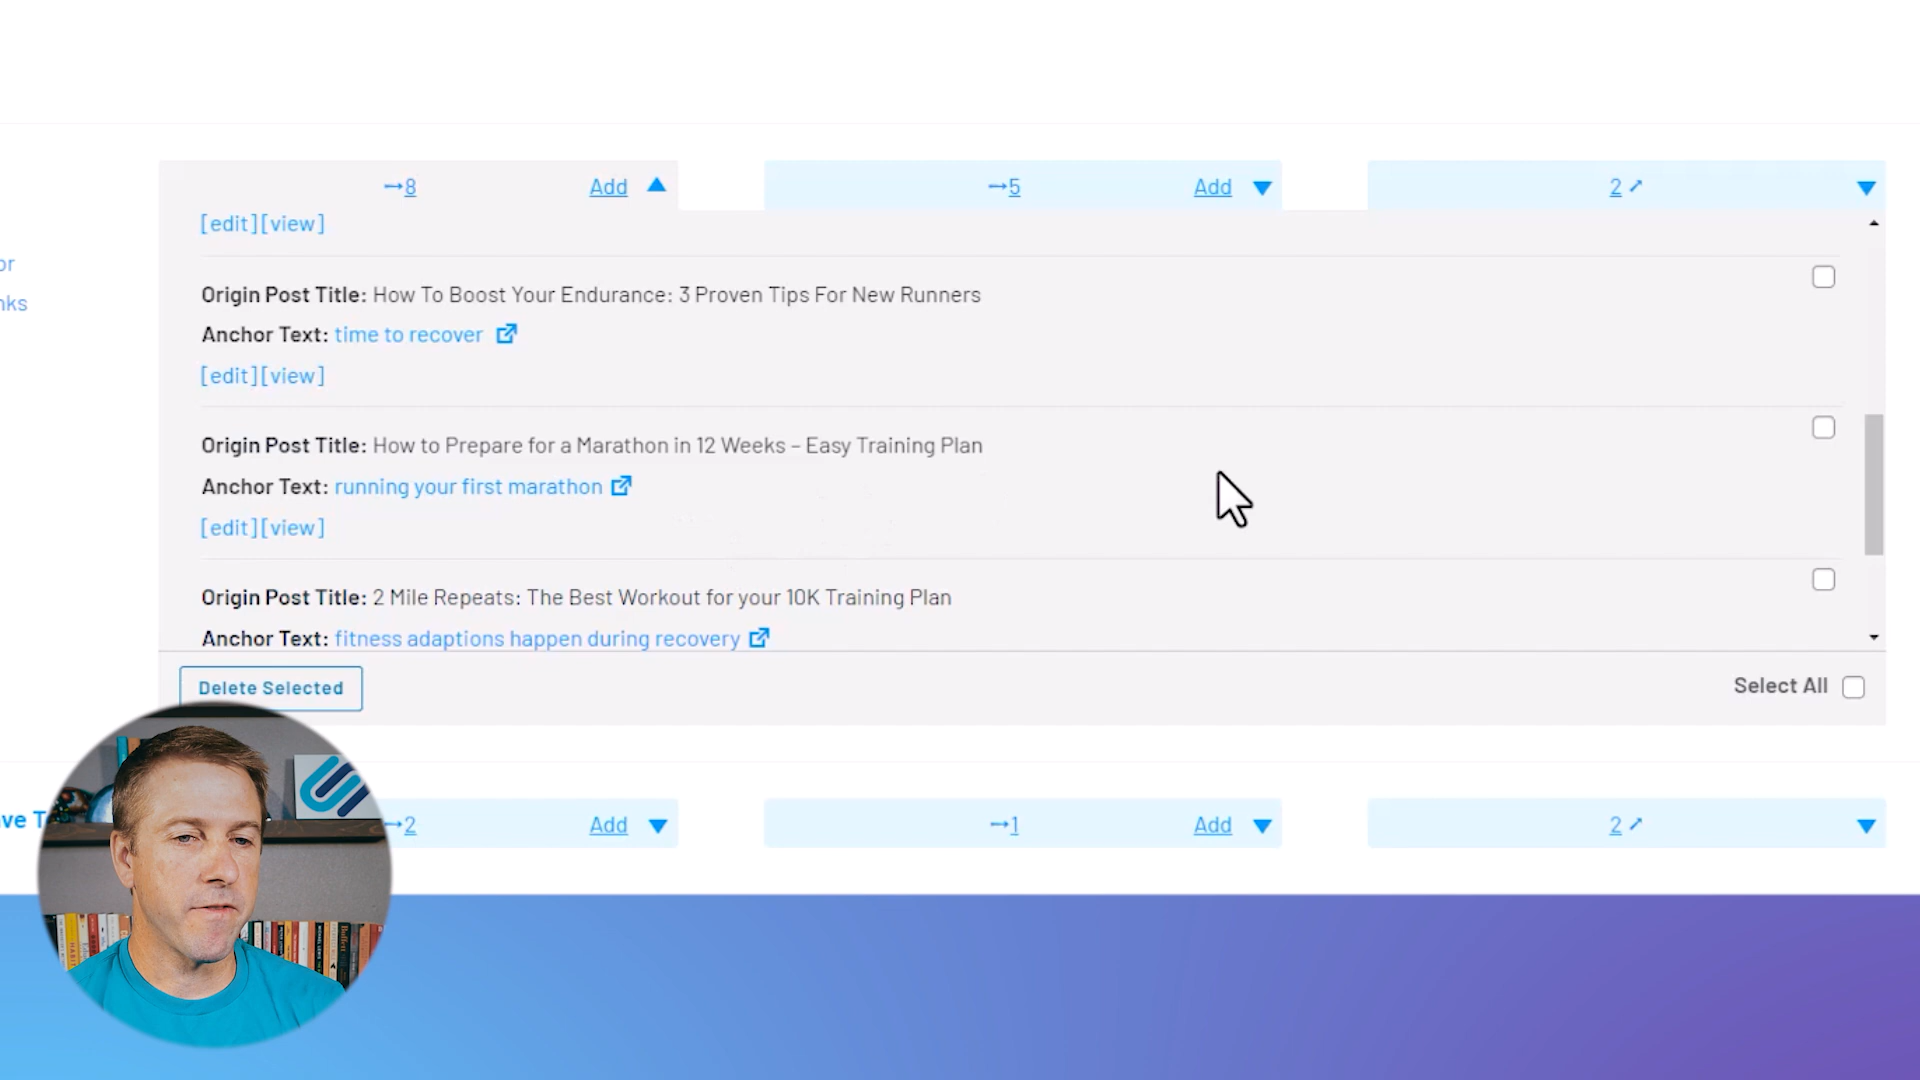 →8 Add ▲ →5 Add ▼ 2 ↗ ▼
[edit][view]
or
nks
Origin Post Title: How To Boost Your Endurance: 3 Proven Tips For New Runners
Anchor Text: time to recover
[edit][view]
Origin Post Title: How to Prepare for a Marathon in 12 Weeks – Easy Training Plan
Anchor Text: running your first marathon
[edit][view]
Origin Post Title: 2 Mile Repeats: The Best Workout for your 10K Training Plan
Anchor Text: fitness adaptions happen during recovery
Delete Selected
Select All
ave T
→2 Add ▼ →1 Add ▼ 2 ↗ ▼